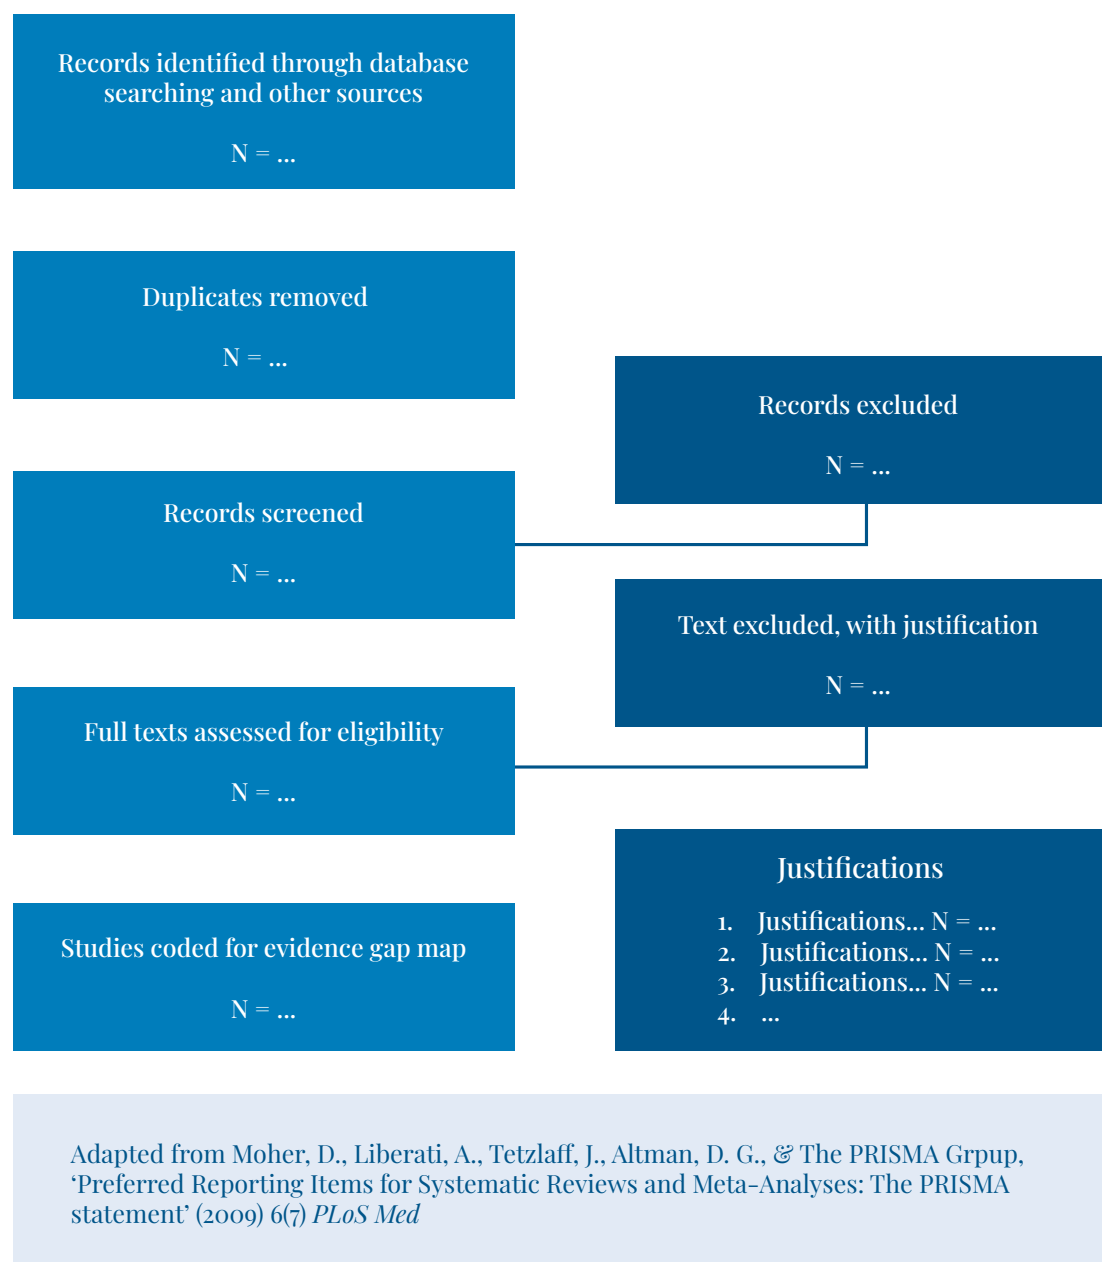 Records identified through database
searching and other sources
N = ...
Duplicates removed
N = ...
Records excluded
N = ...
Records screened
N = ...
Text excluded, with justification
N = ...
Full texts assessed for eligibility
N = ...
Justifications
1. Justifications... N = ...
2. Justifications... N = ...
3. Justifications... N = ...
4. ...
Studies coded for evidence gap map
N = ...
Adapted from Moher, D., Liberati, A., Tetzlaff, J., Altman, D. G., & The PRISMA Grpup,
‘Preferred Reporting Items for Systematic Reviews and Meta-Analyses: The PRISMA
statement’ (2009) 6(7) PLoS Med